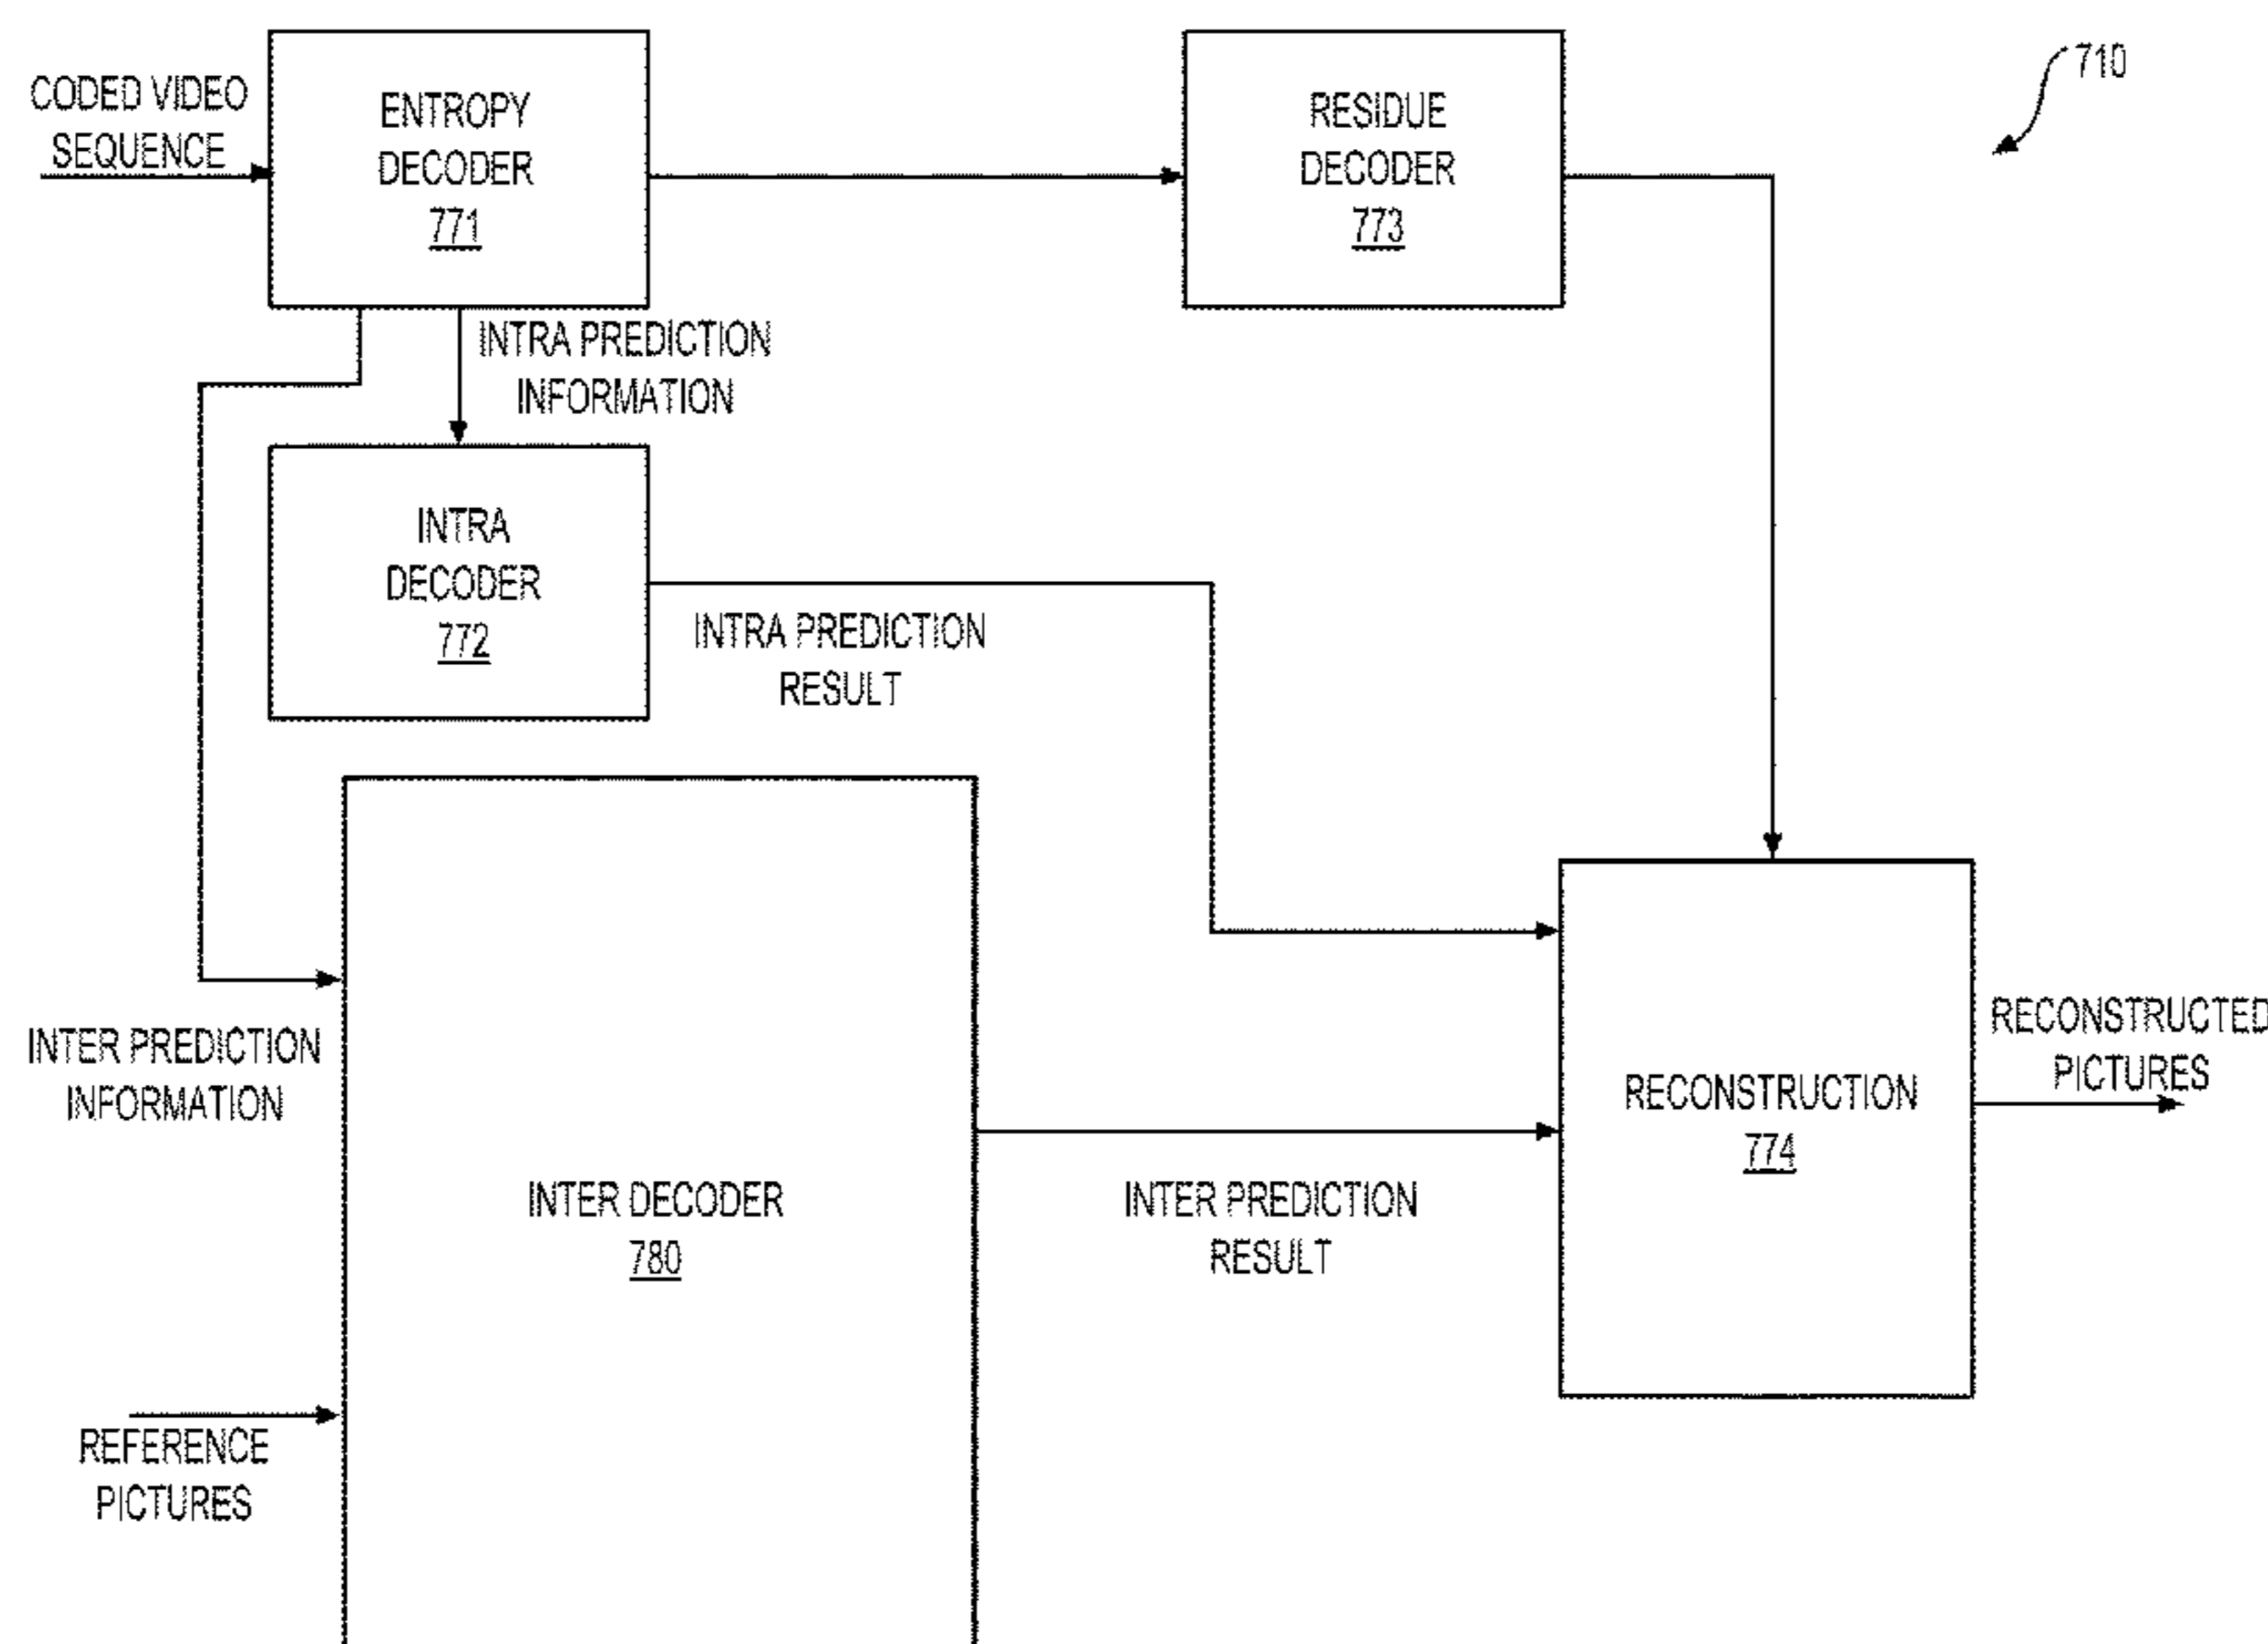 710
CODED VIDEO
SEQUENCE
ENTROPY
DECODER
771
RESIDUE
DECODER
773
INTRA PREDICTION
INFORMATION
INTRA
DECODER
772
INTRA PREDICTION
RESULT
INTER PREDICTION
INFORMATION
RECONSTRUCTED
PICTURES
RECONSTRUCTION
774
INTER DECODER
780
INTER PREDICTION
RESULT
REFERENCE
PICTURES